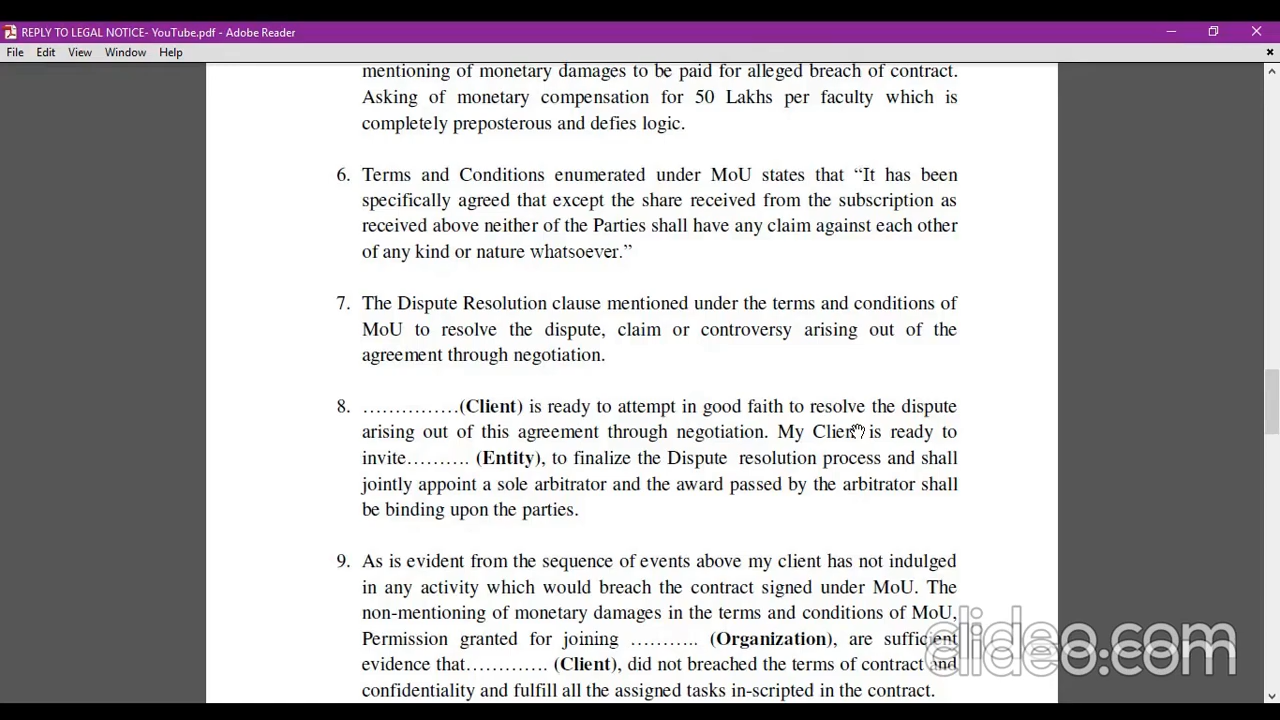 REPLY TO LEGAL NOTICE- YouTube.pdf - Adobe Reader
File Edit View Window Help
mentioning of monetary damages to be paid for alleged breach of contract.
Asking of monetary compensation for 50 Lakhs per faculty which is
completely preposterous and defies logic.
6. Terms and Conditions enumerated under MoU states that “It has been
specifically agreed that except the share received from the subscription as
received above neither of the Parties shall have any claim against each other
of any kind or nature whatsoever.”
7. The Dispute Resolution clause mentioned under the terms and conditions of
MoU to resolve the dispute, claim or controversy arising out of the
agreement through negotiation.
8. ……………(Client) is ready to attempt in good faith to resolve the dispute
arising out of this agreement through negotiation. My Client is ready to
invite………. (Entity), to finalize the Dispute resolution process and shall
jointly appoint a sole arbitrator and the award passed by the arbitrator shall
be binding upon the parties.
9. As is evident from the sequence of events above my client has not indulged
in any activity which would breach the contract signed under MoU. The
non-mentioning of monetary damages in the terms and conditions of MoU,
Permission granted for joining ……….. (Organization), are sufficient
evidence that…………. (Client), did not breached the terms of contract and
confidentiality and fulfill all the assigned tasks in-scripted in the contract.
clideo.com